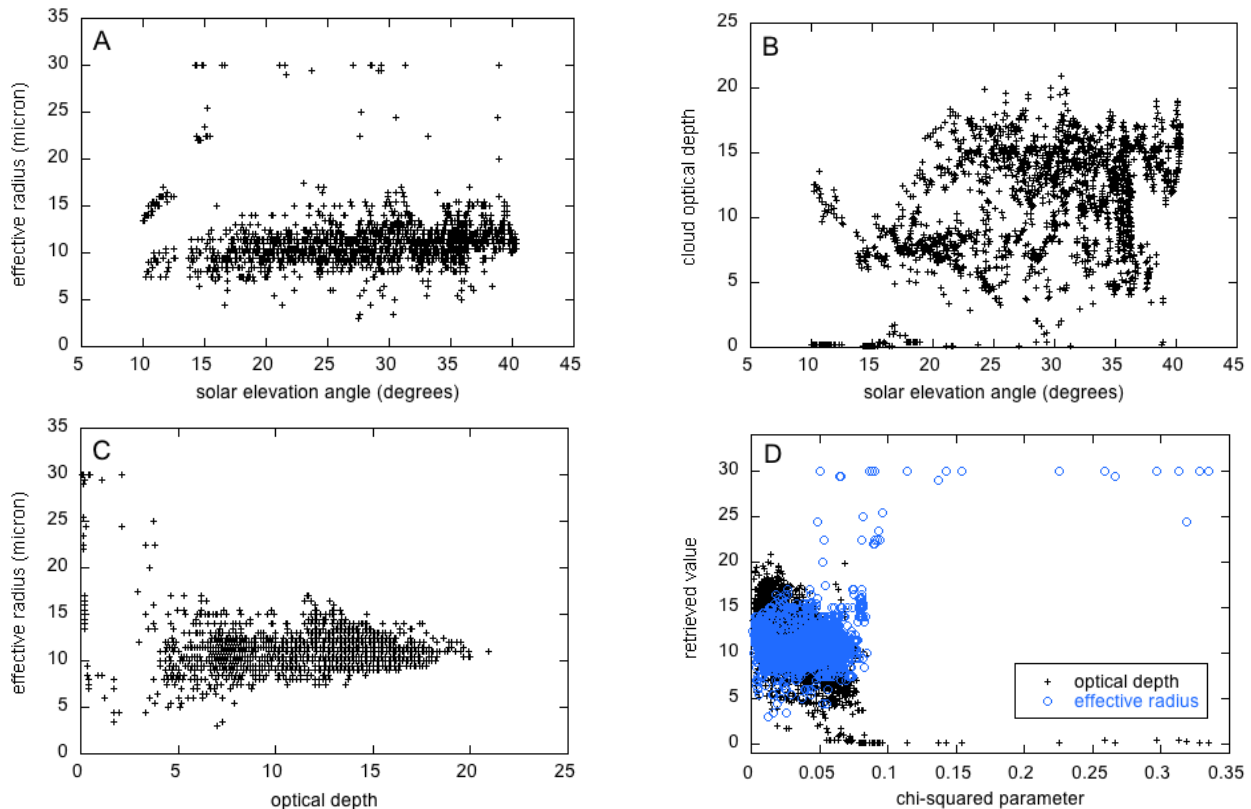 A
effective radius (micron)
35
30
25
20
15
10
5
0
5 10 15 20 25 30 35 40 45
solar elevation angle (degrees)
B
cloud optical depth
25
20
15
10
5
0
5 10 15 20 25 30 35 40 45
solar elevation angle (degrees)
C
effective radius (micron)
35
30
25
20
15
10
5
0
0 5 10 15 20 25
optical depth
D
retrieved value
30
25
20
15
10
5
0
optical depth
effective radius
0 0.05 0.1 0.15 0.2 0.25 0.3 0.35
chi-squared parameter